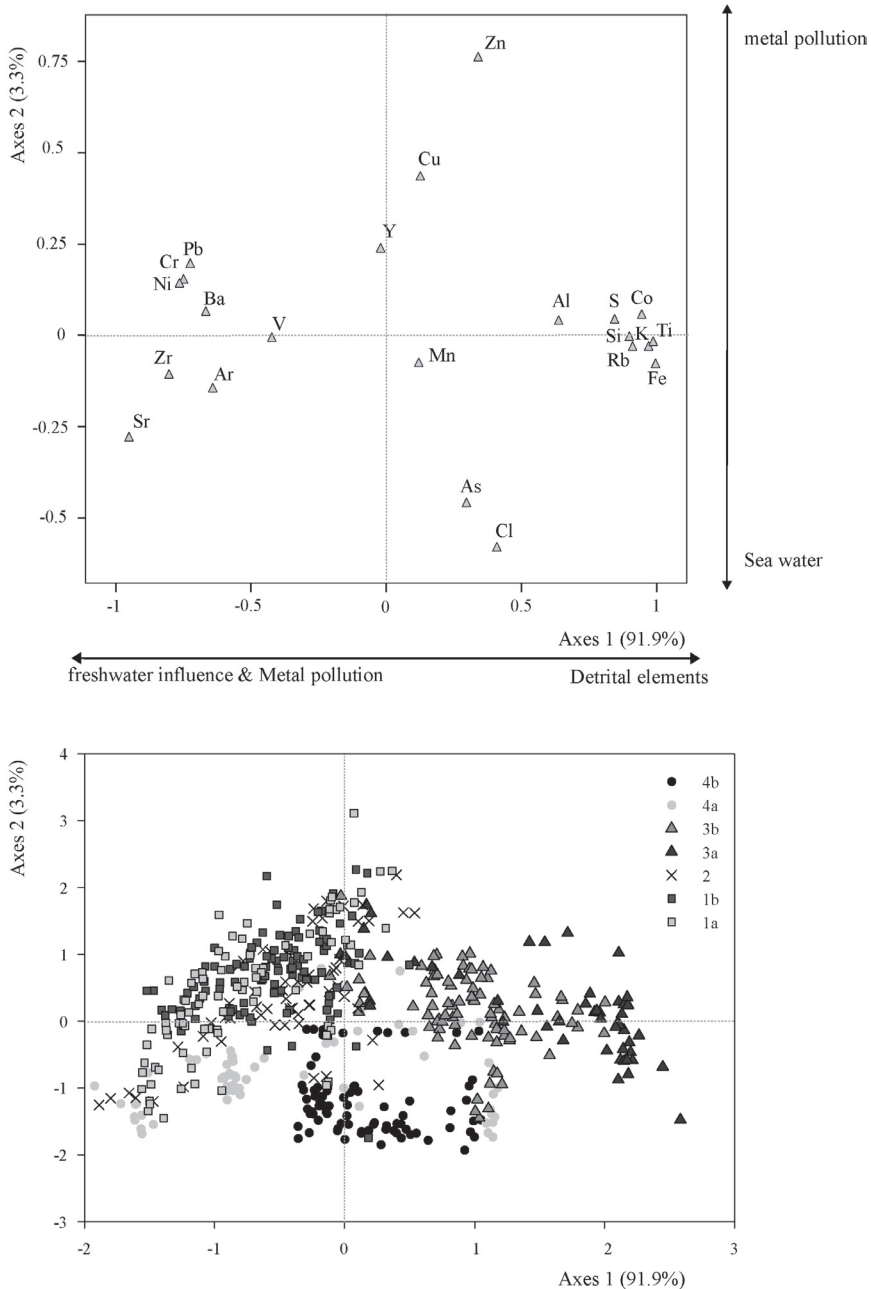 metal pollution
Zn
0.75
Axes 2 (3.3%)
0.5
Cu
0.25
Y
Pb
Cr
Ni
Ba
V
Al
S
Co
0
Si
K
Ti
Mn
Rb
Fe
Zr
Ar
-0.25
Sr
As
-0.5
Cl
Sea water
-1
-0.5
0
0.5
1
Axes 1 (91.9%)
freshwater influence & Metal pollution
Detrital elements
Axes 2 (3.3%)
4
3
2
1
0
-1
-2
-3
4b
4a
3b
3a
2
1b
1a
-2
-1
0
1
2
3
Axes 1 (91.9%)